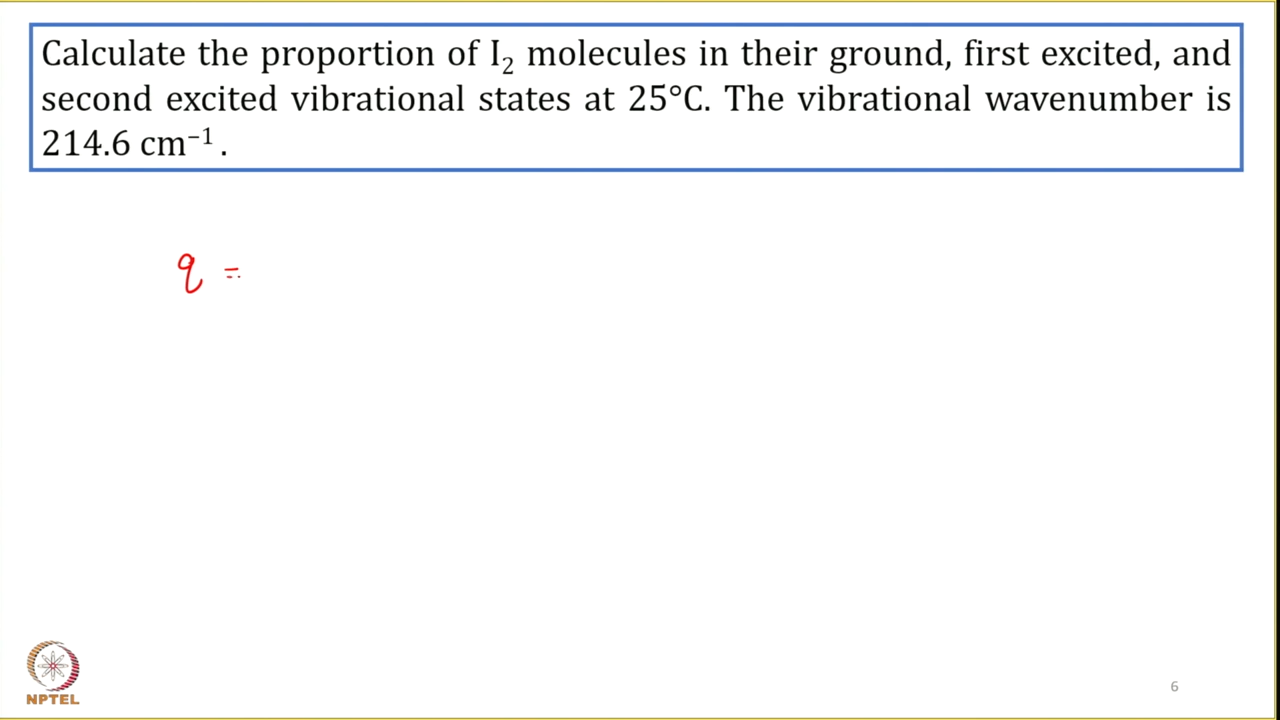 Calculate the proportion of I₂ molecules in their ground, first excited, and
second excited vibrational states at 25°C. The vibrational wavenumber is
214.6 cm⁻¹ .
q =
NPTEL
6